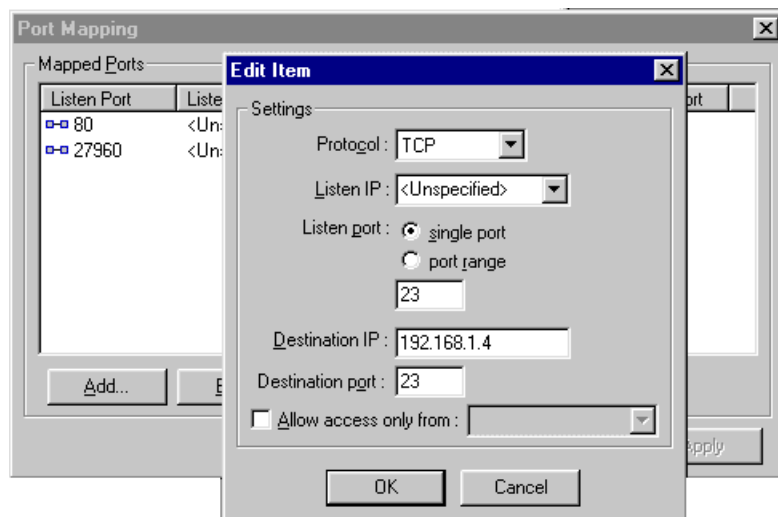 Port Mapping
Mapped Ports
Listen Port
80
27960
Add...
Edit Item
Settings
Protocol : TCP
Listen IP : <Unspecified>
Listen port : single port
port range
23
Destination IP : 192.168.1.4
Destination port : 23
Allow access only from :
OK Cancel